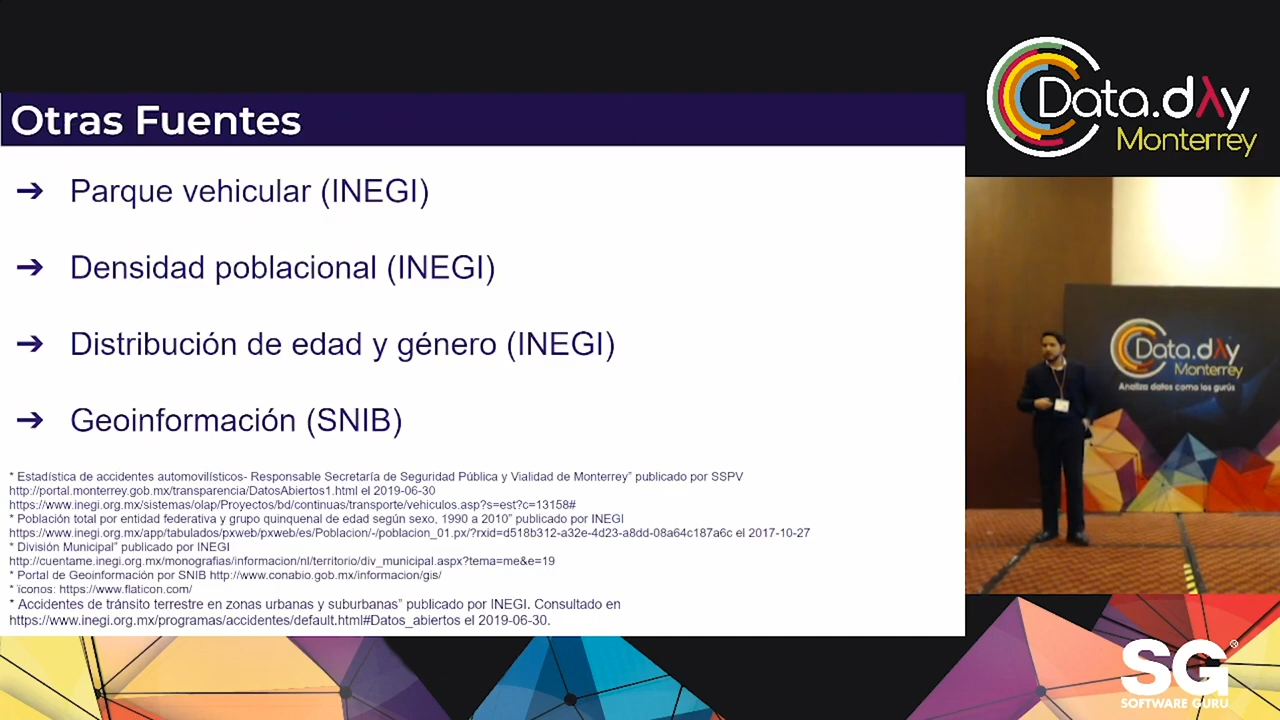 Otras Fuentes
➔ Parque vehicular (INEGI)
➔ Densidad poblacional (INEGI)
➔ Distribución de edad y género (INEGI)
➔ Geoinformación (SNIB)
* Estadística de accidentes automovilísticos- Responsable Secretaría de Seguridad Pública y Vialidad de Monterrey” publicado por SSPV
http://portal.monterrey.gob.mx/transparencia/DatosAbiertos1.html el 2019-06-30
https://www.inegi.org.mx/sistemas/olap/Proyectos/bd/continuas/transporte/vehiculos.asp?s=est?c=13158#
* Población total por entidad federativa y grupo quinquenal de edad según sexo, 1990 a 2010” publicado por INEGI
https://www.inegi.org.mx/app/tabulados/pxweb/pxweb/es/Poblacion/-/poblacion_01.px/?rxid=d518b312-a32e-4d23-a8dd-08a64c187a6c el 2017-10-27
* División Municipal” publicado por INEGI
http://cuentame.inegi.org.mx/monografias/informacion/nl/territorio/div_municipal.aspx?tema=me&e=19
* Portal de Geoinformación por SNIB http://www.conabio.gob.mx/informacion/gis/
* ïconos: https://www.flaticon.com/
* Accidentes de tránsito terrestre en zonas urbanas y suburbanas” publicado por INEGI. Consultado en
https://www.inegi.org.mx/programas/accidentes/default.html#Datos_abiertos el 2019-06-30.
Data.dλy
Monterrey
Data.dλy
Monterrey
Analiza datos como los gurús
SG®
SOFTWARE GURU